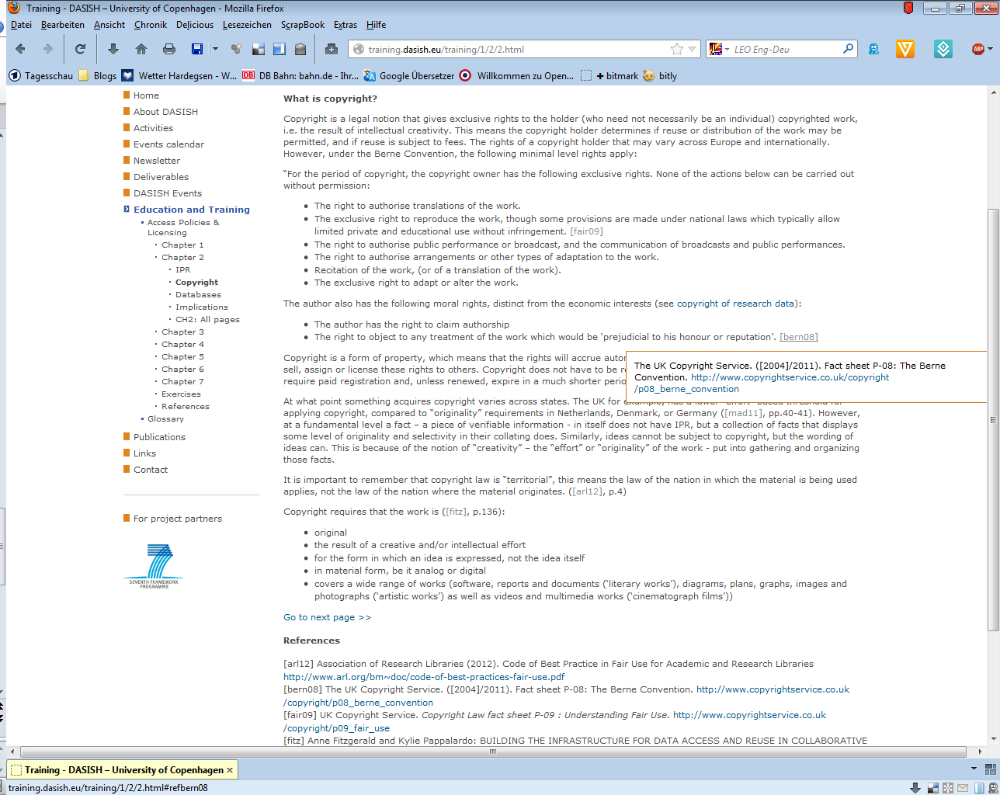 Training - DASISH – University of Copenhagen - Mozilla Firefox
Datei Bearbeiten Ansicht Chronik Delicious Lesezeichen ScrapBook Extras Hilfe
training.dasish.eu/training/1/2/2.html
LEO Eng-Deu
ABP
Tagesschau Blogs Wetter Hardegsen - W... DB DB Bahn: bahn.de - Ihr... Google Übersetzer Willkommen zu Open... + bitmark bitly
Home
About DASISH
Activities
Events calendar
Newsletter
Deliverables
DASISH Events
Education and Training
Access Policies &
Licensing
Chapter 1
Chapter 2
IPR
Copyright
Databases
Implications
CH2: All pages
Chapter 3
Chapter 4
Chapter 5
Chapter 6
Chapter 7
Exercises
References
Glossary
Publications
Links
Contact
For project partners
SEVENTH FRAMEWORK
PROGRAMME
What is copyright?
Copyright is a legal notion that gives exclusive rights to the holder (who need not necessarily be an individual) copyrighted work,
i.e. the result of intellectual creativity. This means the copyright holder determines if reuse or distribution of the work may be
permitted, and if reuse is subject to fees. The rights of a copyright holder that may vary across Europe and internationally.
However, under the Berne Convention, the following minimal level rights apply:
“For the period of copyright, the copyright owner has the following exclusive rights. None of the actions below can be carried out
without permission:
• The right to authorise translations of the work.
• The exclusive right to reproduce the work, though some provisions are made under national laws which typically allow
limited private and educational use without infringement. [fair09]
• The right to authorise public performance or broadcast, and the communication of broadcasts and public performances.
• The right to authorise arrangements or other types of adaptation to the work.
• Recitation of the work, (or of a translation of the work).
• The exclusive right to adapt or alter the work.
The author also has the following moral rights, distinct from the economic interests (see copyright of research data):
• The author has the right to claim authorship
• The right to object to any treatment of the work which would be ‘prejudicial to his honour or reputation’. [bern08]
Copyright is a form of property, which means that the rights will accrue
sell, assign or license these rights to others. Copyright does not have to be
require paid registration and, unless renewed, expire in a much shorter
The UK Copyright Service. ([2004]/2011). Fact sheet P-08: The Berne
Convention. http://www.copyrightservice.co.uk/copyright
/p08_berne_convention
At what point something acquires copyright varies across states. The UK for
applying copyright, compared to “originality” requirements in Netherlands, Denmark, or Germany ([mad11], pp.40-41). However,
at a fundamental level a fact – a piece of verifiable information - in itself does not have IPR, but a collection of facts that displays
some level of originality and selectivity in their collating does. Similarly, ideas cannot be subject to copyright, but the wording of
ideas can. This is because of the notion of “creativity” – the “effort” or “originality” of the work - put into gathering and organizing
those facts.
It is important to remember that copyright law is “territorial”, this means the law of the nation in which the material is being used
applies, not the law of the nation where the material originates. ([arl12], p.4)
Copyright requires that the work is ([fitz], p.136):
• original
• the result of a creative and/or intellectual effort
• for the form in which an idea is expressed, not the idea itself
• in material form, be it analog or digital
• covers a wide range of works (software, reports and documents (‘literary works’), diagrams, plans, graphs, images and
photographs (‘artistic works’) as well as videos and multimedia works (‘cinematograph films’))
Go to next page >>
References
[arl12] Association of Research Libraries (2012). Code of Best Practice in Fair Use for Academic and Research Libraries
http://www.arl.org/bm~doc/code-of-best-practices-fair-use.pdf
[bern08] The UK Copyright Service. ([2004]/2011). Fact sheet P-08: The Berne Convention. http://www.copyrightservice.co.uk
/copyright/p08_berne_convention
[fair09] UK Copyright Service. Copyright Law fact sheet P-09 : Understanding Fair Use. http://www.copyrightservice.co.uk
/copyright/p09_fair_use
[fitz] Anne Fitzgerald and Kylie Pappalardo: BUILDING THE INFRASTRUCTURE FOR DATA ACCESS AND REUSE IN COLLABORATIVE
Training - DASISH – University of Copenhagen ×
training.dasish.eu/training/1/2/2.html#refbern08